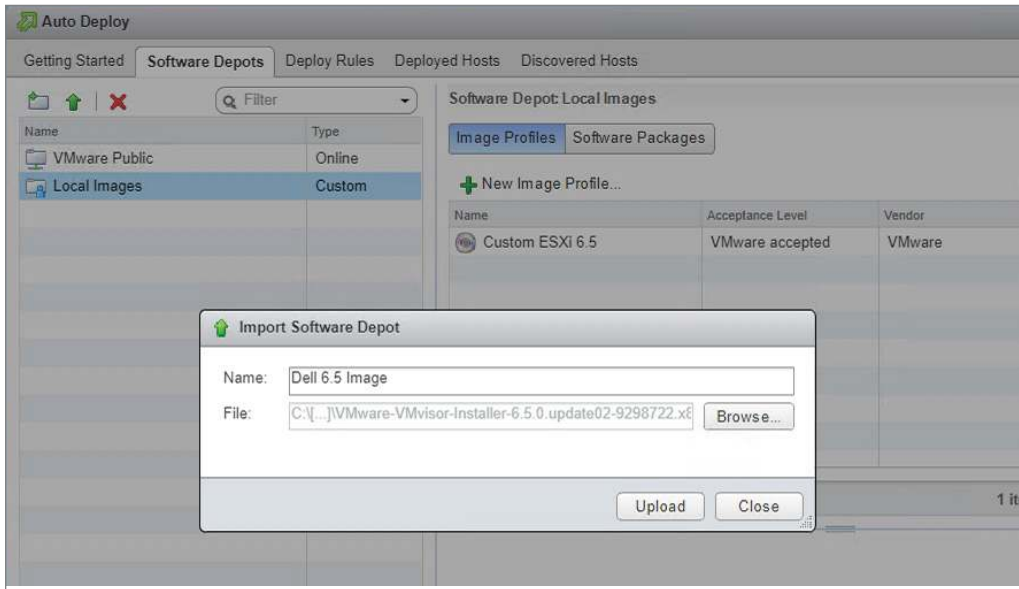 Auto Deploy
Getting Started Software Depots Deploy Rules Deployed Hosts Discovered Hosts
Filter
Name Type
VMware Public Online
Local Images Custom
Software Depot: Local Images
Image Profiles Software Packages
New Image Profile...
Name Acceptance Level Vendor
Custom ESXi 6.5 VMware accepted VMware
Import Software Depot
Name: Dell 6.5 Image
File: C:\[...]\VMware-VMvisor-Installer-6.5.0.update02-9298722.x8 Browse...
Upload Close
1 it